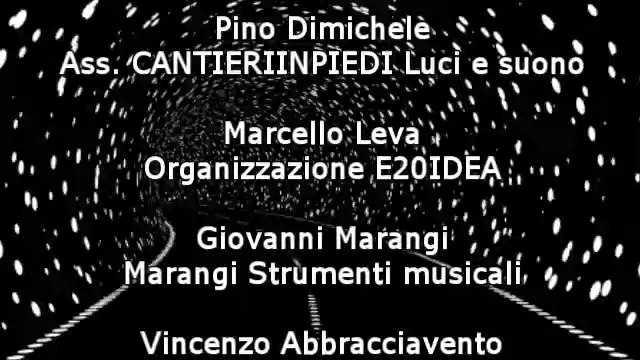 Pino Dimichele
Ass. CANTIERIINPIEDI Luci e suono
Marcello Leva
Organizzazione E20IDEA
Giovanni Marangi
Marangi Strumenti musicali
Vincenzo Abbracciavento